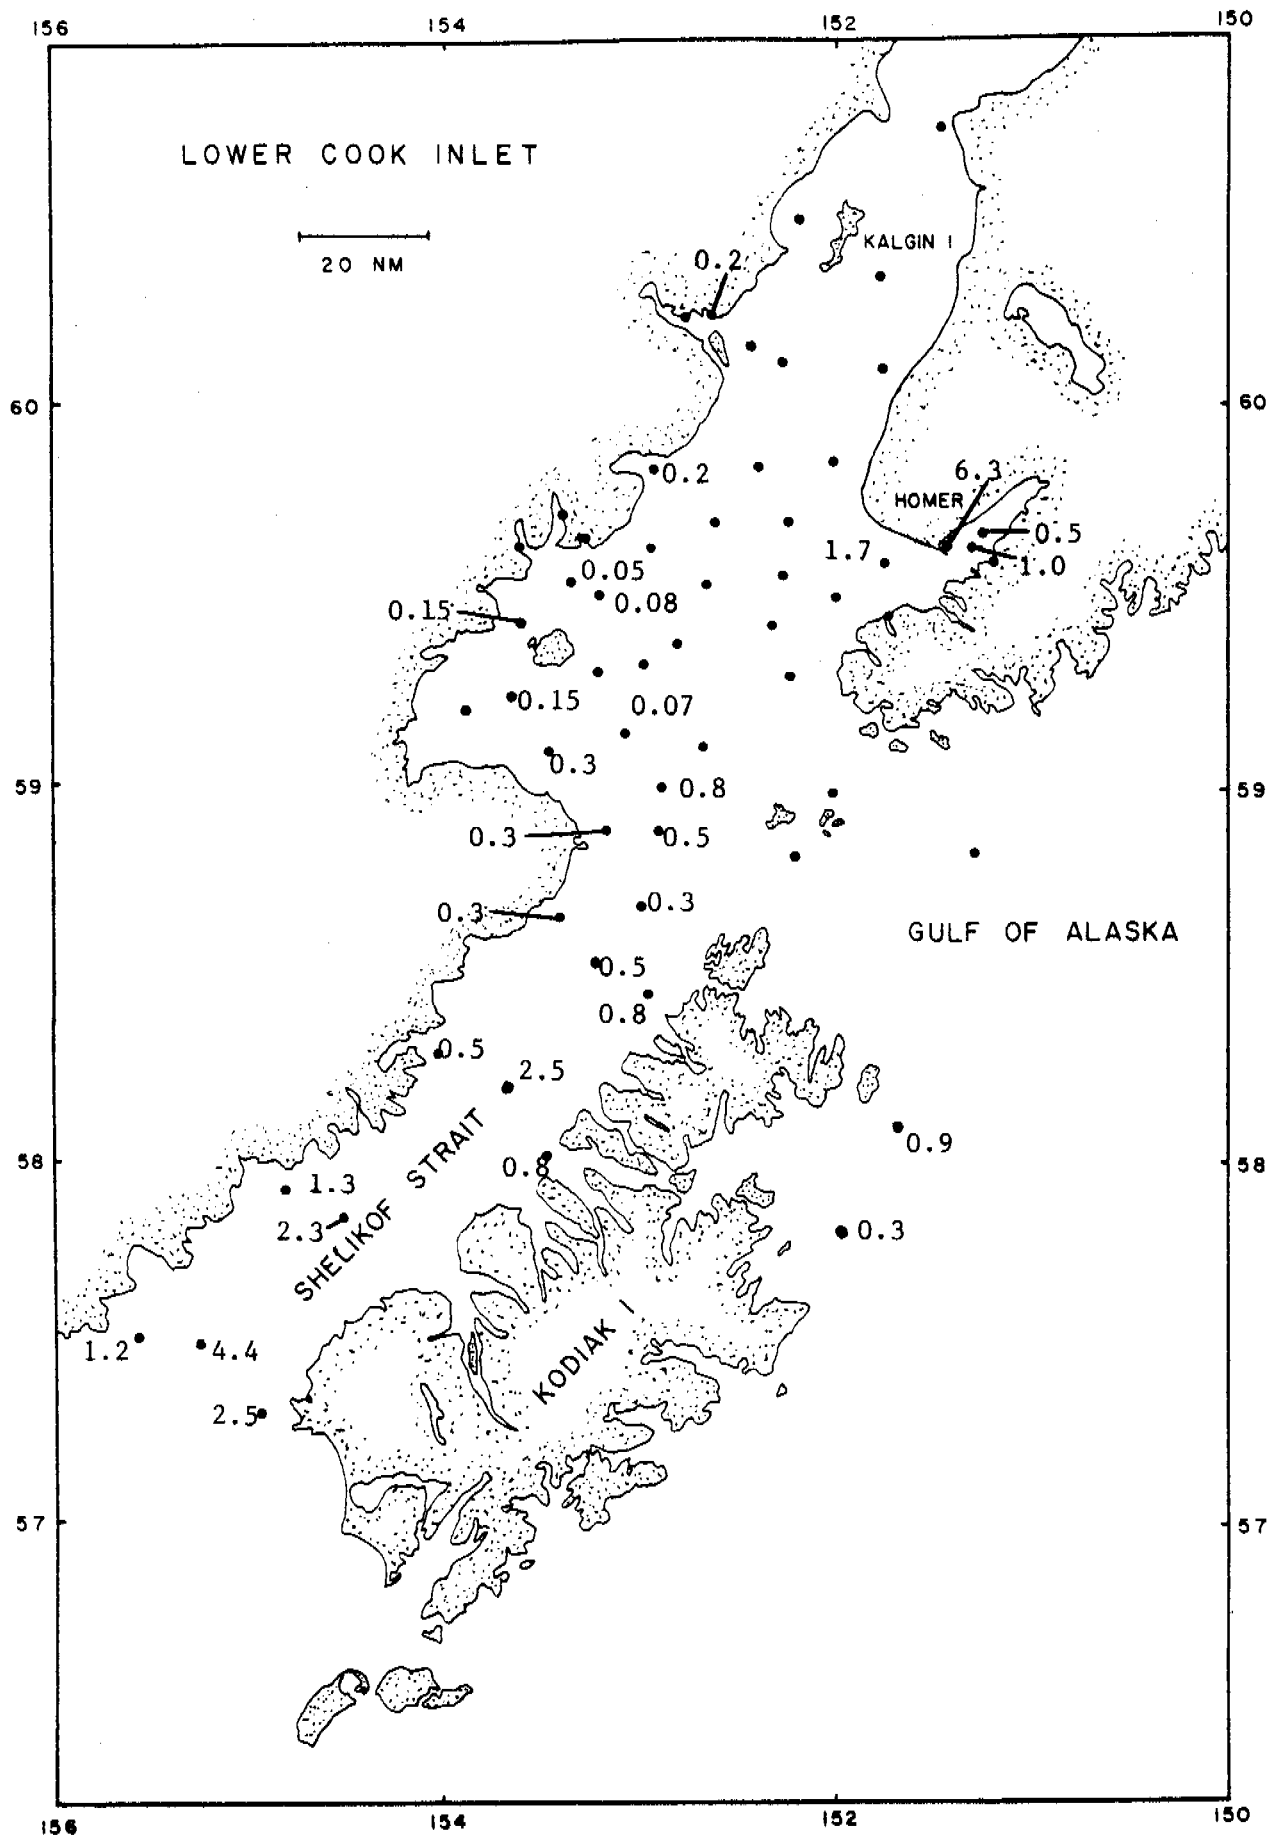 156 154 152 150
LOWER COOK INLET
20 NM
KALGIN I
0.2
60 60
6.3
0.2
HOMER
0.5
1.7
1.0
0.05
0.08
0.15
0.15 0.07
0.3
0.8
0.3 0.5
0.3 0.3
GULF OF ALASKA
0.5
0.8
0.5
2.5
0.9
58 0.8 58
1.3
2.3
0.3
SHELIKOF STRAIT
1.2 4.4
KODIAK I
2.5
59 59
57 57
156 154 152 150